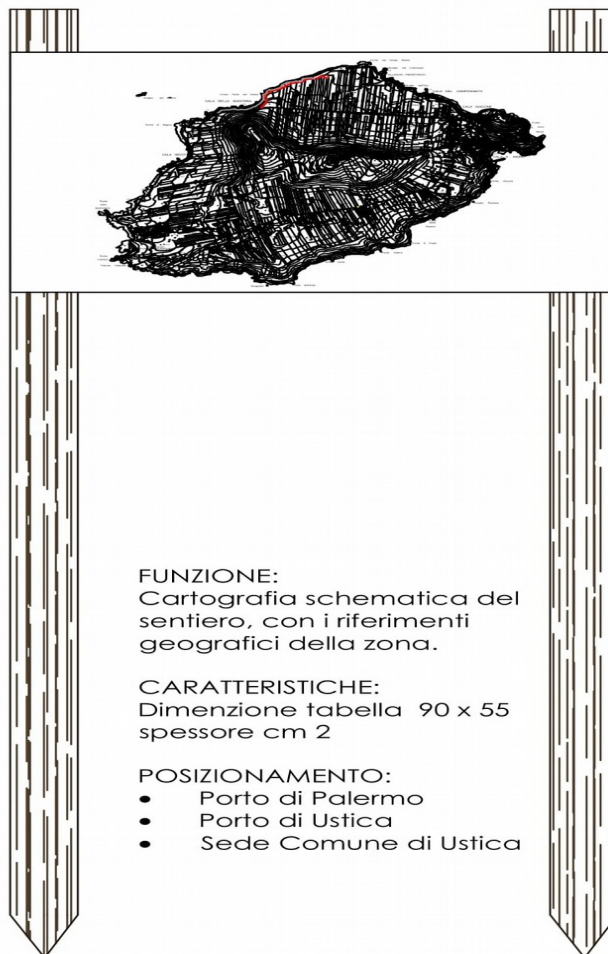 FUNZIONE:
Cartografia schematica del
sentiero, con i riferimenti
geografici della zona.
CARATTERISTICHE:
Dimenzione tabella 90 x 55
spessore cm 2
POSIZIONAMENTO:
• Porto di Palermo
• Porto di Ustica
• Sede Comune di Ustica